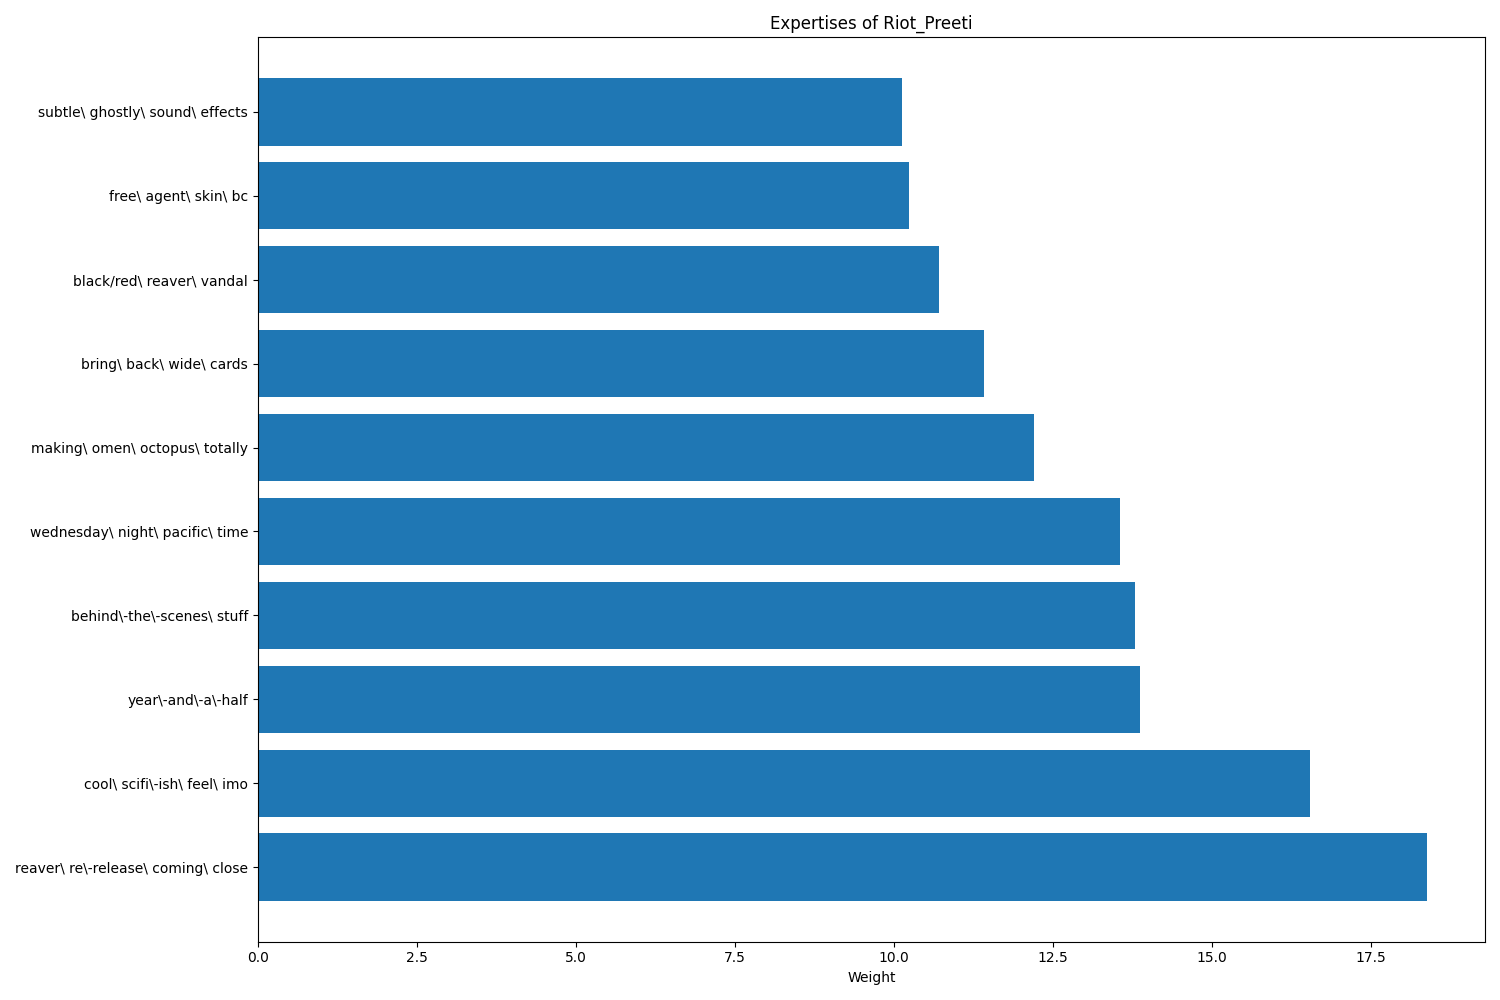 Expertises of Riot_Preeti
subtle\ ghostly\ sound\ effects
free\ agent\ skin\ bc
black/red\ reaver\ vandal
bring\ back\ wide\ cards
making\ omen\ octopus\ totally
wednesday\ night\ pacific\ time
behind\-the\-scenes\ stuff
year\-and\-a\-half
cool\ scifi\-ish\ feel\ imo
reaver\ re\-release\ coming\ close
0.0 2.5 5.0 7.5 10.0 12.5 15.0 17.5
Weight